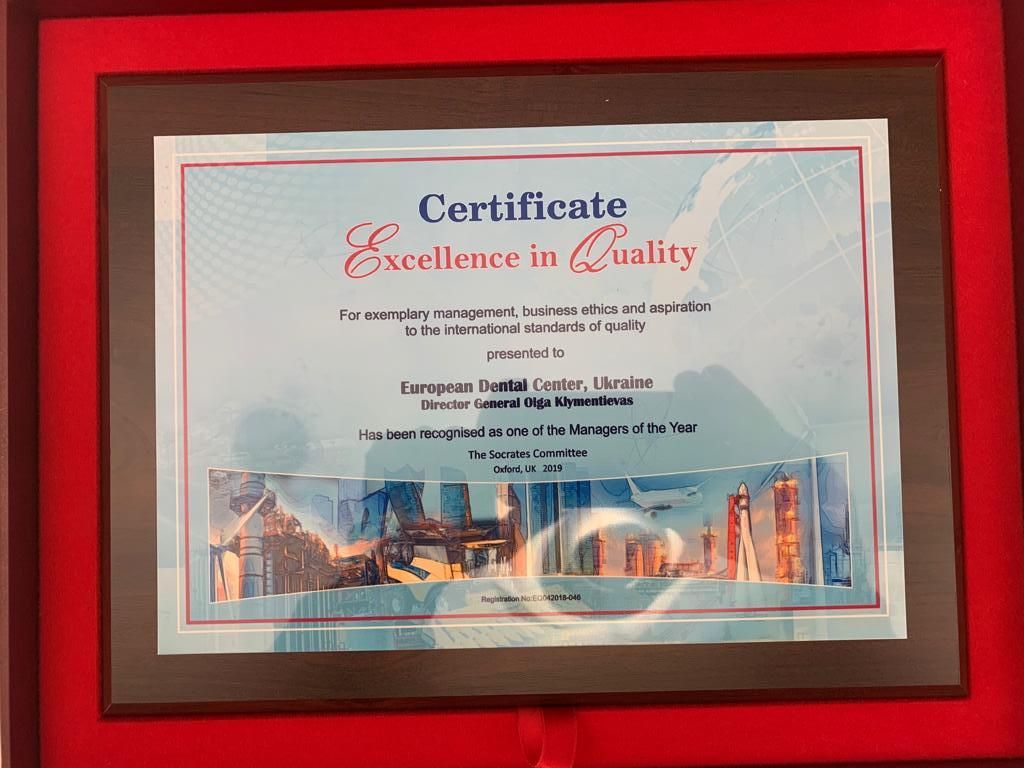 Certificate
Excellence in Quality
For exemplary management, business ethics and aspiration
to the international standards of quality
presented to
European Dental Center, Ukraine
Director General Olga Klymentievas
Has been recognised as one of the Managers of the Year
The Socrates Committee
Oxford, UK 2019
Registration No:EQ042018-046